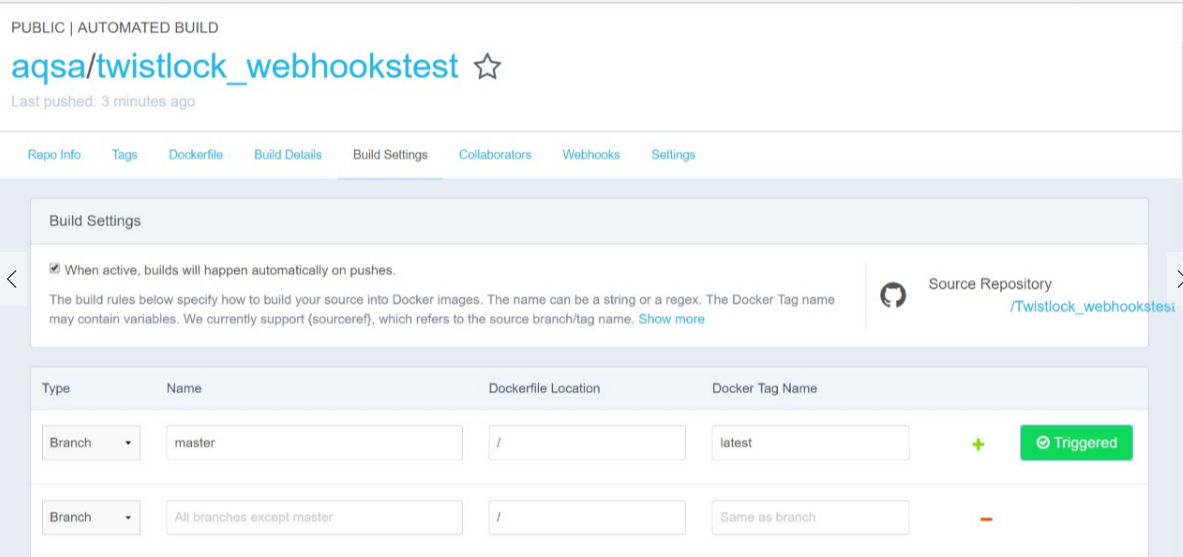 PUBLIC | AUTOMATED BUILD
aqsa/twistlock_webhookstest
Last pushed: 3 minutes ago
Repo Info Tags Dockerfile Build Details Build Settings Collaborators Webhooks Settings
Build Settings
When active, builds will happen automatically on pushes.
The build rules below specify how to build your source into Docker images. The name can be a string or a regex. The Docker Tag name
may contain variables. We currently support {sourceref}, which refers to the source branch/tag name. Show more
Source Repository
/Twistlock_webhookstest
Type Name Dockerfile Location Docker Tag Name
Branch master / latest Triggered
Branch All branches except master / Same as branch